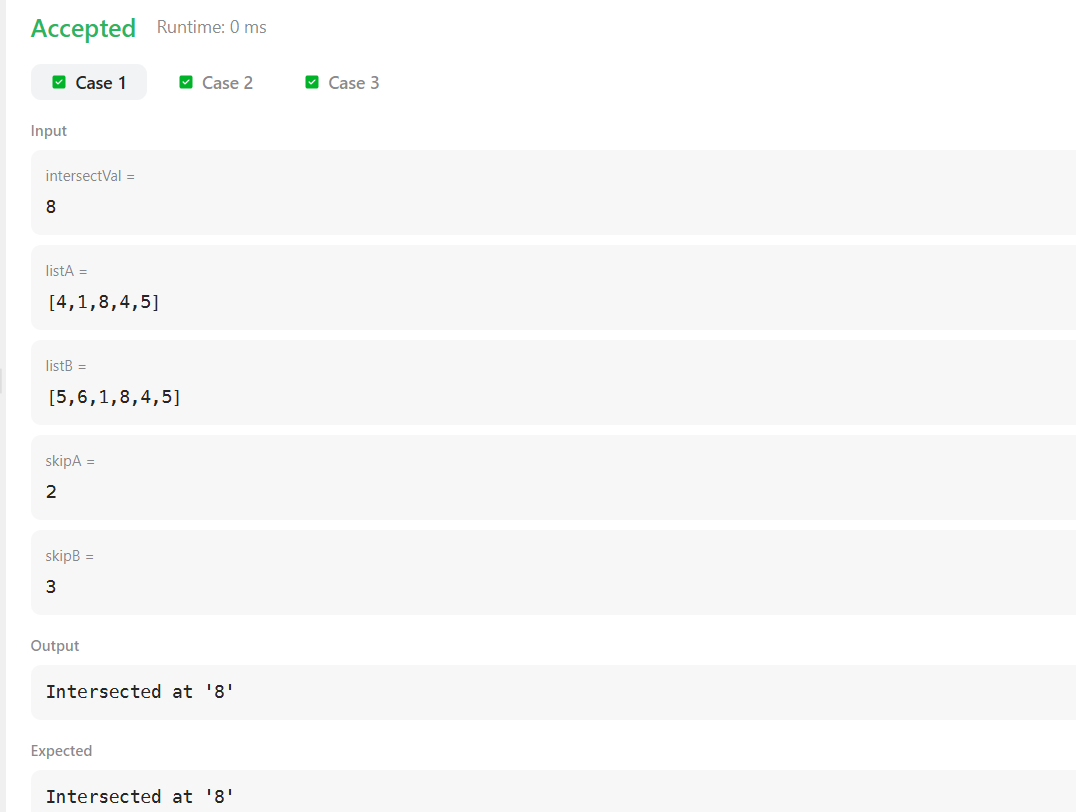 Accepted Runtime: 0 ms
Case 1 Case 2 Case 3
Input
intersectVal =
8
listA =
[4,1,8,4,5]
listB =
[5,6,1,8,4,5]
skipA =
2
skipB =
3
Output
Intersected at '8'
Expected
Intersected at '8'